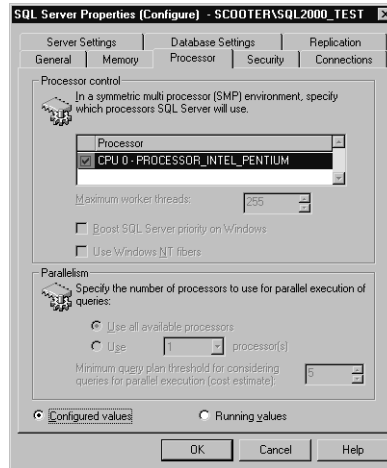 SQL Server Properties (Configure) - SCOOTER\SQL2000_TEST
Server Settings Database Settings Replication
General Memory Processor Security Connections
Processor control
In a symmetric multi processor (SMP) environment, specify
which processors SQL Server will use.
Processor
CPU 0 - PROCESSOR_INTEL_PENTIUM
Maximum worker threads: 255
Boost SQL Server priority on Windows
Use Windows NT fibers
Parallelism
Specify the number of processors to use for parallel execution of
queries:
Use all available processors
Use 1 processor(s)
Minimum query plan threshold for considering
queries for parallel execution (cost estimate): 5
Configured values Running values
OK Cancel Help